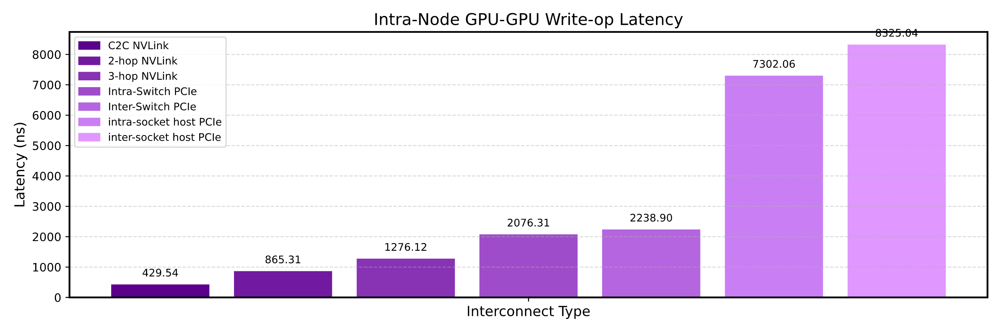 Intra-Node GPU-GPU Write-op Latency
8325.04
C2C NVLink
2-hop NVLink
3-hop NVLink
Intra-Switch PCIe
Inter-Switch PCIe
intra-socket host PCIe
inter-socket host PCIe
8000
7000
6000
5000
4000
3000
2000
1000
0
Latency (ns)
7302.06
2238.90
2076.31
1276.12
865.31
429.54
Interconnect Type